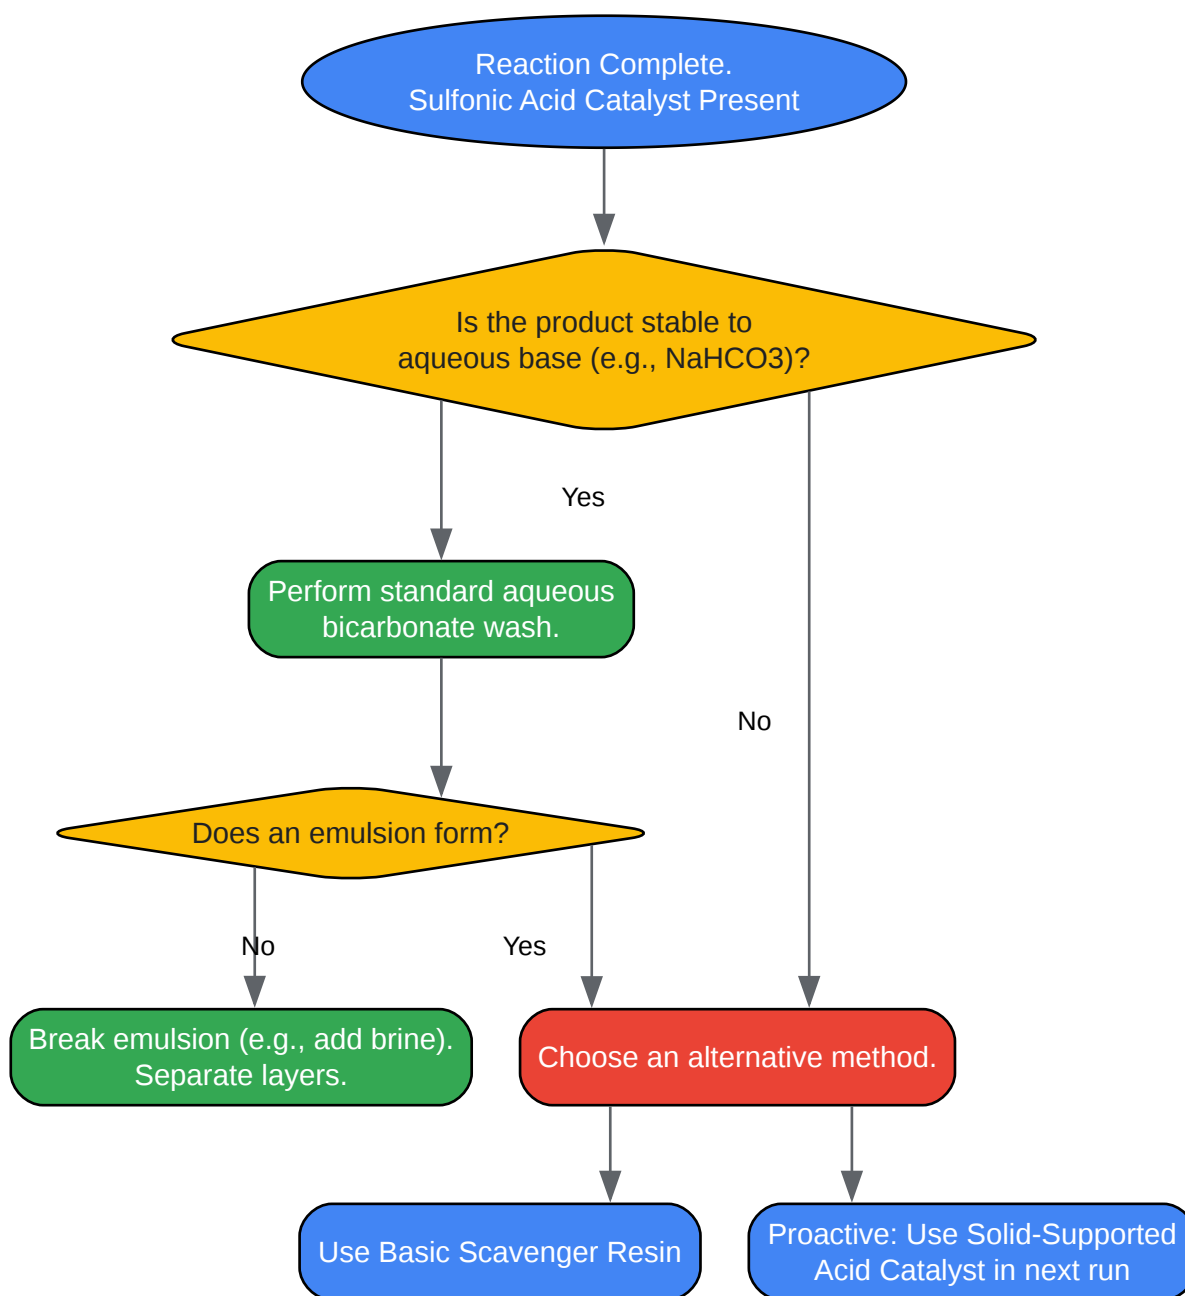 Reaction Complete.
Sulfonic Acid Catalyst Present
Is the product stable to
aqueous base (e.g., NaHCO3)?
Yes
Perform standard aqueous
bicarbonate wash.
No
Does an emulsion form?
No
Yes
Break emulsion (e.g., add brine).
Separate layers.
Choose an alternative method.
Use Basic Scavenger Resin
Proactive: Use Solid-Supported
Acid Catalyst in next run